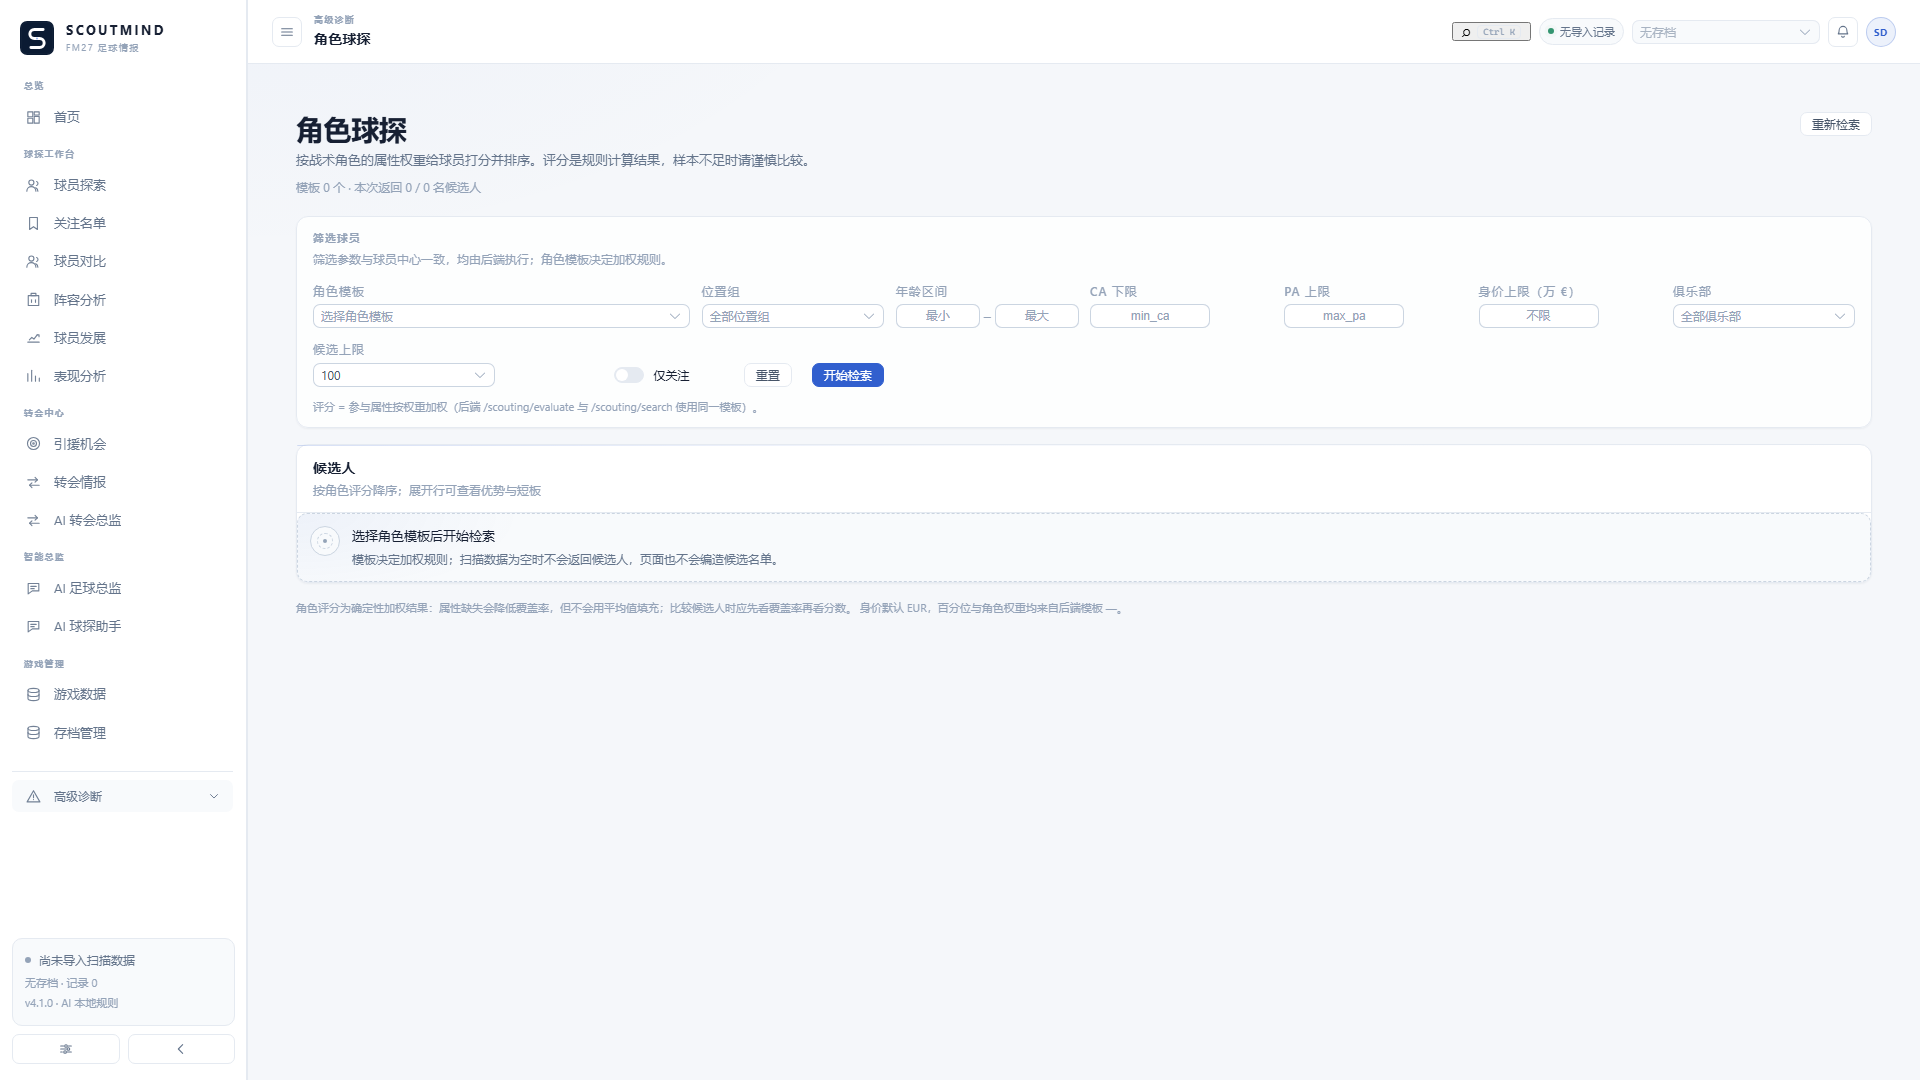 SCOUTMIND
FM27 足球情报
总览
首页
球探工作台
球员探索
关注名单
球员对比
阵容分析
球员发展
表现分析
转会中心
引援机会
转会情报
AI 转会总监
智能总监
AI 足球总监
AI 球探助手
游戏管理
游戏数据
存档管理
高级诊断
尚未导入扫描数据
无存档 · 记录 0
v4.1.0 · AI 本地规则
高级诊断
角色球探
Ctrl K
无导入记录
无存档
SD
角色球探
按战术角色的属性权重给球员打分并排序。评分是规则计算结果，样本不足时请谨慎比较。
模板 0 个 · 本次返回 0 / 0 名候选人
重新检索
筛选球员
筛选参数与球员中心一致，均由后端执行；角色模板决定加权规则。
角色模板
位置组
年龄区间
CA 下限
PA 上限
身价上限（万 €）
俱乐部
选择角色模板
全部位置组
最小 – 最大
min_ca
max_pa
不限
全部俱乐部
候选上限
100
仅关注
重置
开始检索
评分 = 参与属性按权重加权（后端 /scouting/evaluate 与 /scouting/search 使用同一模板）。
候选人
按角色评分降序；展开行可查看优势与短板
选择角色模板后开始检索
模板决定加权规则；扫描数据为空时不会返回候选人，页面也不会编造候选名单。
角色评分为确定性加权结果：属性缺失会降低覆盖率，但不会用平均值填充；比较候选人时应先看覆盖率再看分数。 身价默认 EUR，百分位与角色权重均来自后端模板 —。